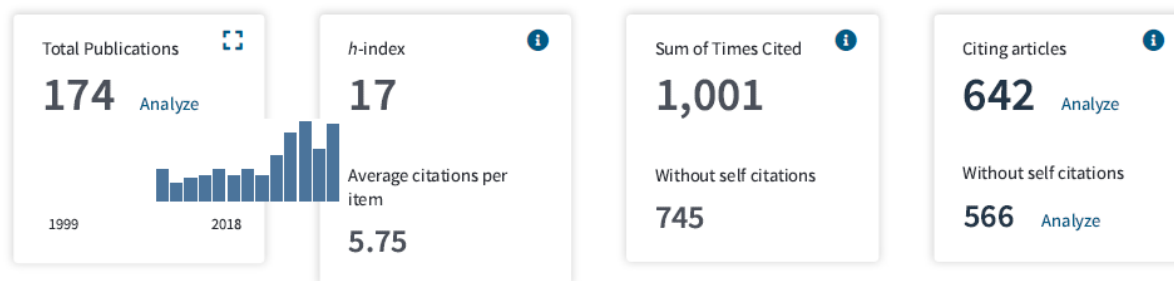 Total Publications
174 Analyze
1999 2018
h-index
17
Average citations per
item
5.75
Sum of Times Cited
1,001
Without self citations
745
Citing articles
642 Analyze
Without self citations
566 Analyze